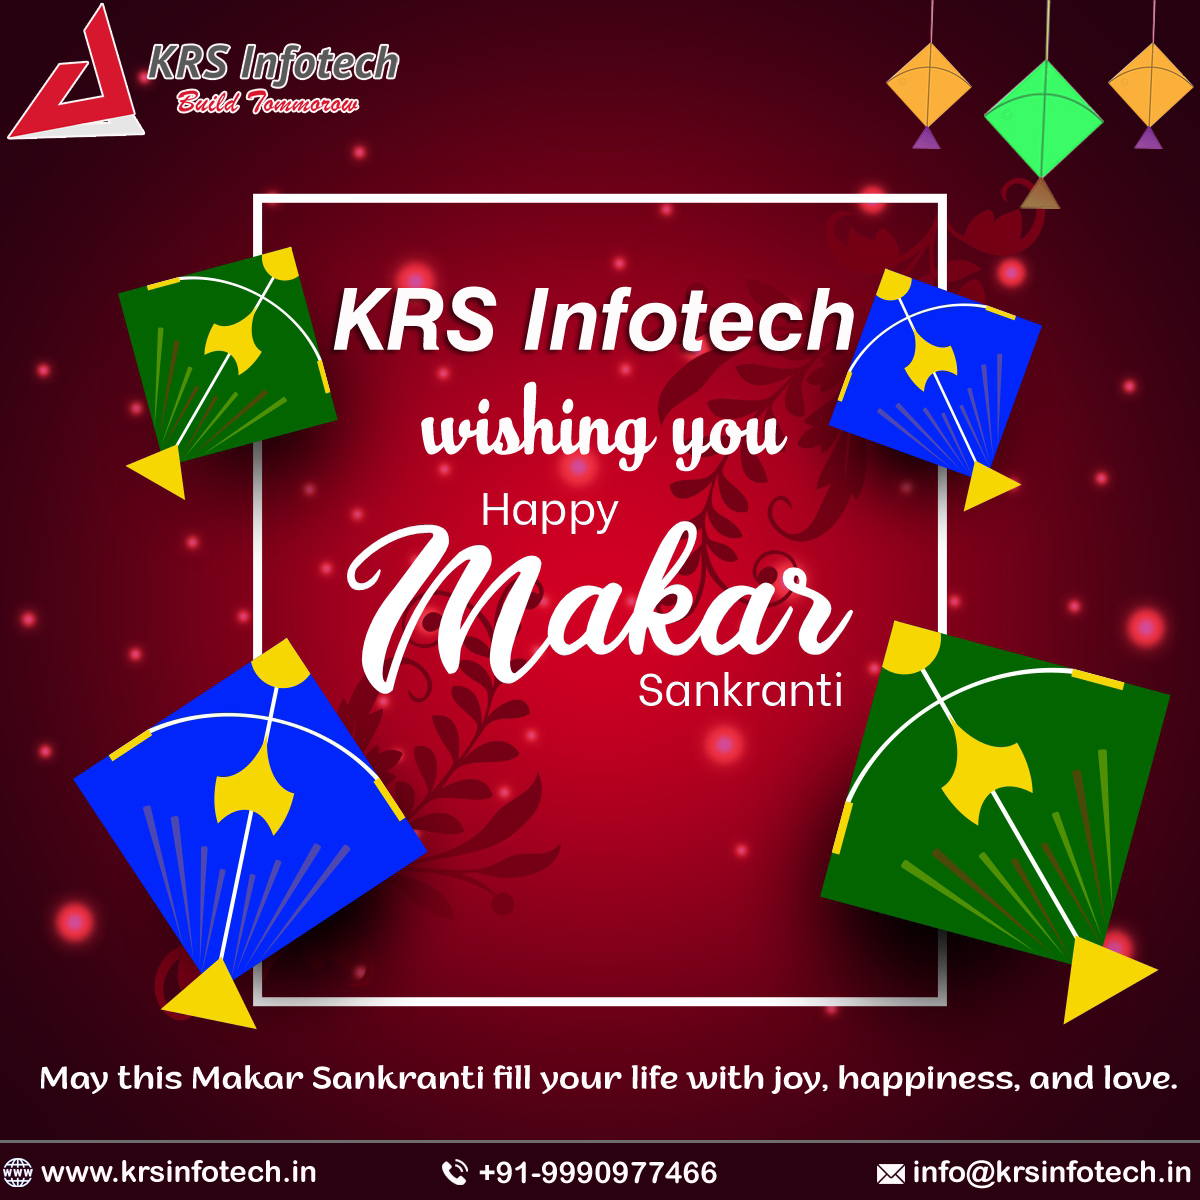 KRS Infotech
Build Tommorow
KRS Infotech
wishing you
Happy
Makar
Sankranti
May this Makar Sankranti fill your life with joy, happiness, and love.
www.krsinfotech.in +91-9990977466 info@krsinfotech.in